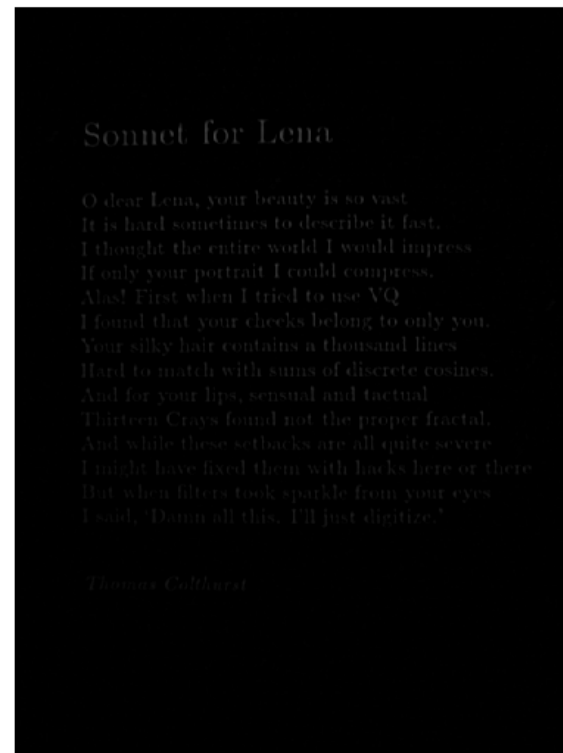 Sonnet for Lena
O dear Lena, your beauty is so vast
It is hard sometimes to describe it fast.
I thought the entire world I would impress
If only your portrait I could compress.
Alas! First when I tried to use VQ
I found that your cheeks belong to only you.
Your silky hair contains a thousand lines
Hard to match with sums of discrete cosines.
And for your lips, sensual and tactual
Thirteen Crays found not the proper fractal.
And while these setbacks are all quite severe
I might have fixed them with hacks here or there
But when filters took sparkle from your eyes
I said, 'Damn all this. I'll just digitize.'
Thomas Colthurst